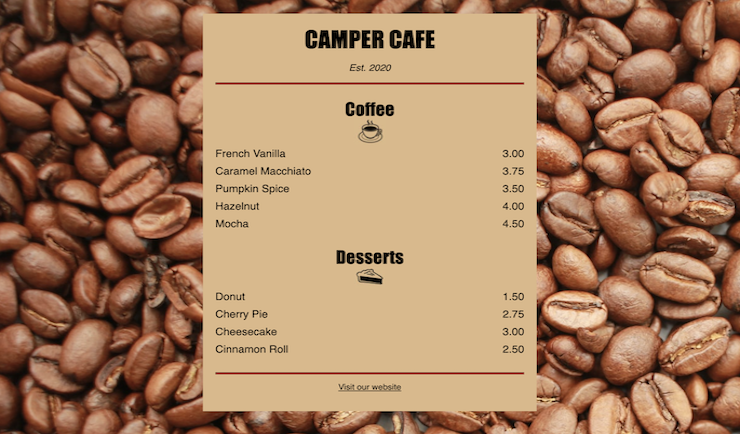 CAMPER CAFE
Est. 2020
Coffee
French Vanilla 3.00
Caramel Macchiato 3.75
Pumpkin Spice 3.50
Hazelnut 4.00
Mocha 4.50
Desserts
Donut 1.50
Cherry Pie 2.75
Cheesecake 3.00
Cinnamon Roll 2.50
Visit our website